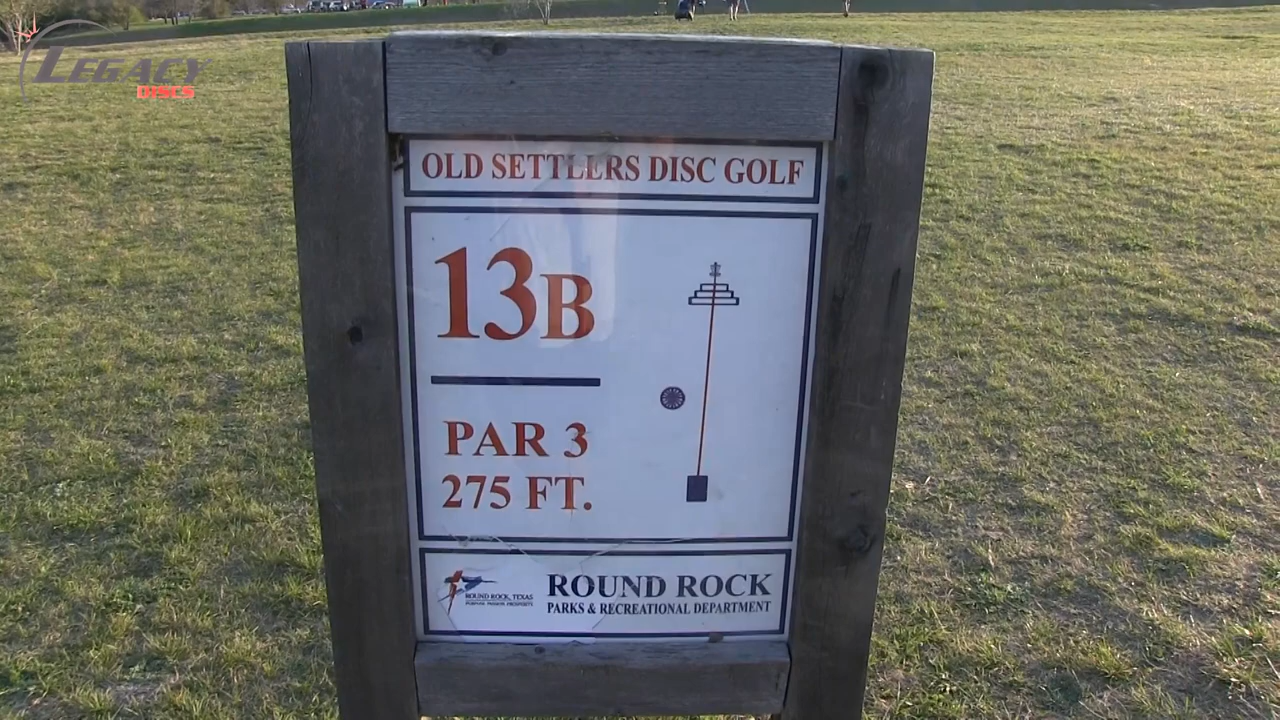 LEGACY
DISCS
OLD SETTLERS DISC GOLF
13B
PAR 3
275 FT.
ROUND ROCK, TEXAS
ROUND ROCK
PARKS & RECREATIONAL DEPARTMENT